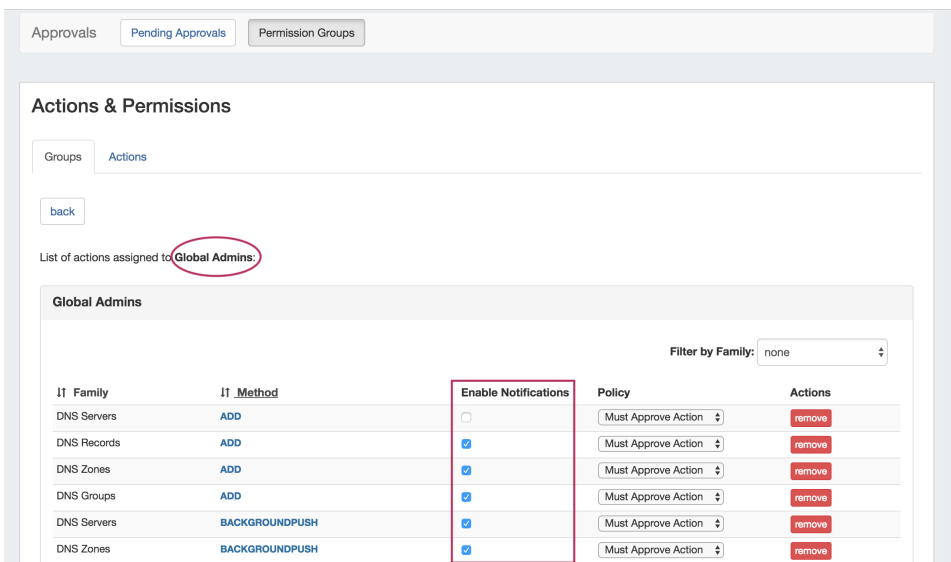 Approvals Pending Approvals Permission Groups
Actions & Permissions
Groups Actions
back
List of actions assigned to Global Admins:
Global Admins
Filter by Family: none
Family Method Enable Notifications Policy Actions
DNS Servers ADD Must Approve Action remove
DNS Records ADD Must Approve Action remove
DNS Zones ADD Must Approve Action remove
DNS Groups ADD Must Approve Action remove
DNS Servers BACKGROUNDPUSH Must Approve Action remove
DNS Zones BACKGROUNDPUSH Must Approve Action remove